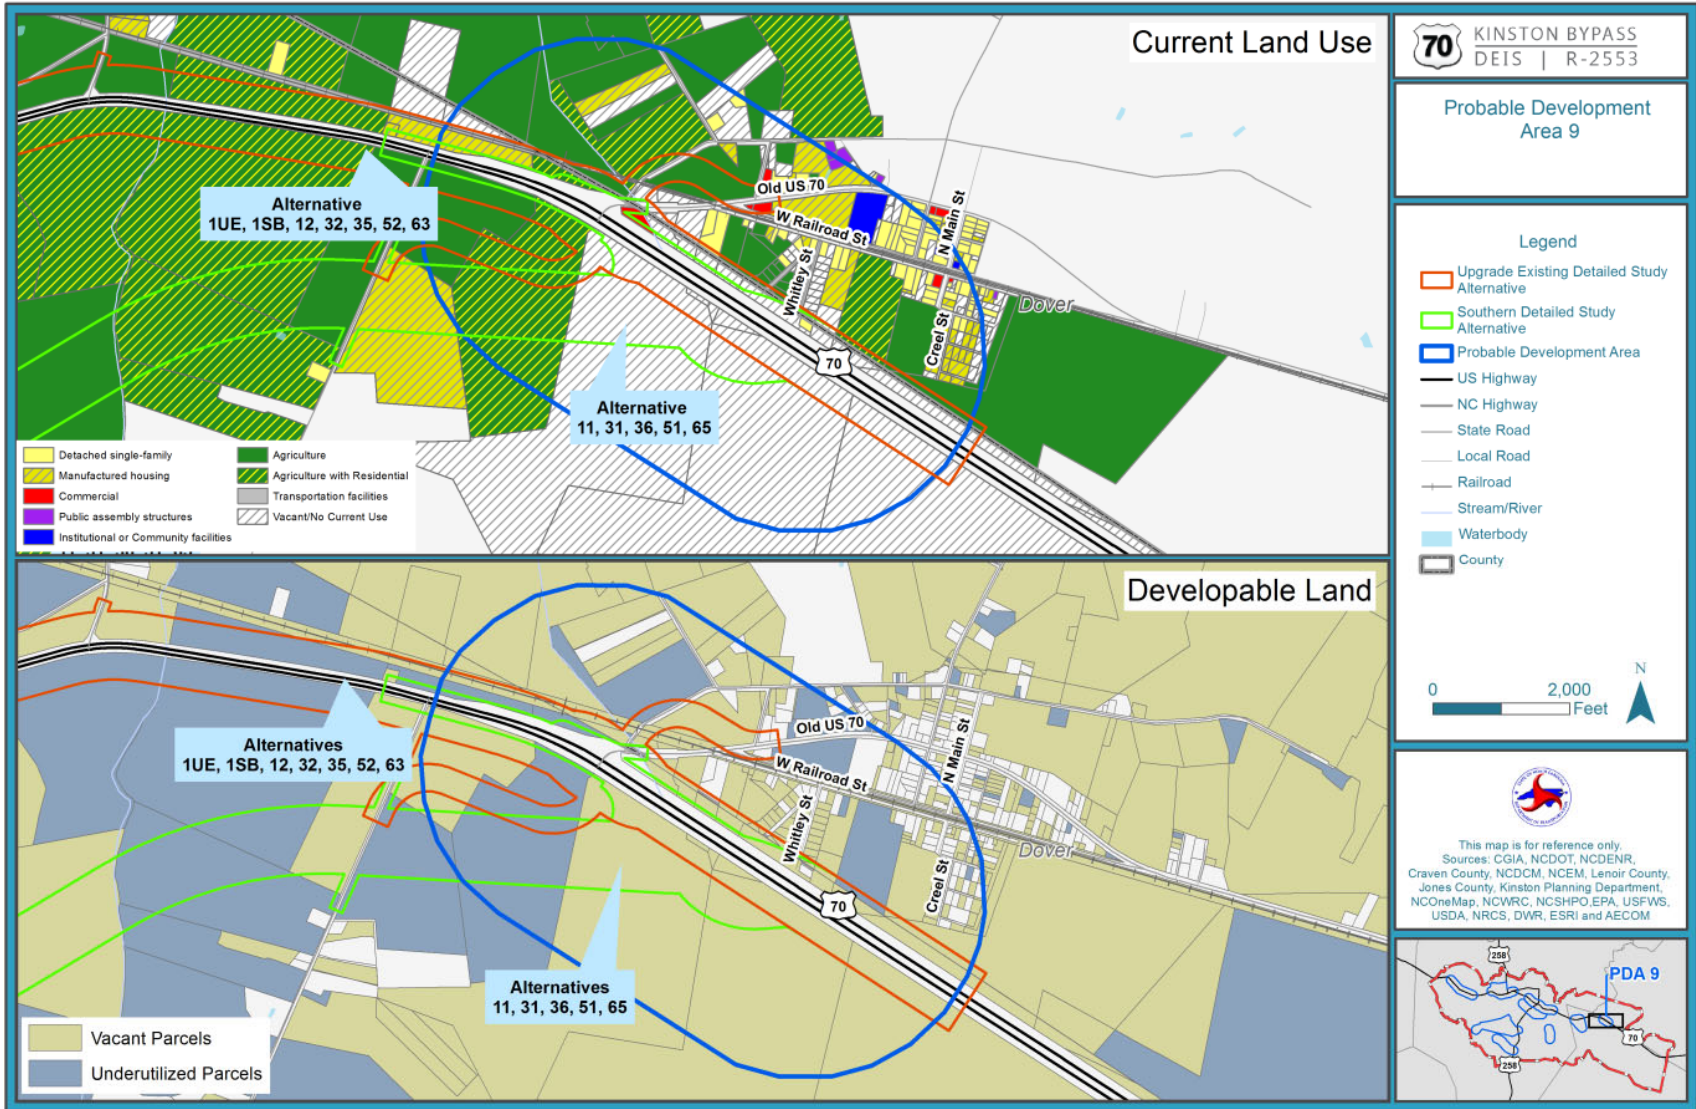 Current Land Use
Alternative
1UE, 1SB, 12, 32, 35, 52, 63
Old US 70
W Railroad St
N Main St
Whitley St
Creel St
Dover
70
Alternative
11, 31, 36, 51, 65
Detached single-family
Manufactured housing
Commercial
Public assembly structures
Institutional or Community facilities
Agriculture
Agriculture with Residential
Transportation facilities
Vacant/No Current Use
Developable Land
Alternatives
1UE, 1SB, 12, 32, 35, 52, 63
Old US 70
W Railroad St
N Main St
Whitley St
Creel St
Dover
70
Alternatives
11, 31, 36, 51, 65
Vacant Parcels
Underutilized Parcels
70
KINSTON BYPASS
DEIS | R-2553
Probable Development
Area 9
Legend
Upgrade Existing Detailed Study
Alternative
Southern Detailed Study
Alternative
Probable Development Area
US Highway
NC Highway
State Road
Local Road
Railroad
Stream/River
Waterbody
County
0 2,000
Feet
N
This map is for reference only.
Sources: CGIA, NCDOT, NCDENR,
Craven County, NCDCM, NCEM, Lenoir County,
Jones County, Kinston Planning Department,
NCOneMap, NCWRC, NCSHPO,EPA, USFWS,
USDA, NRCS, DWR, ESRI and AECOM
258
PDA 9
70
258